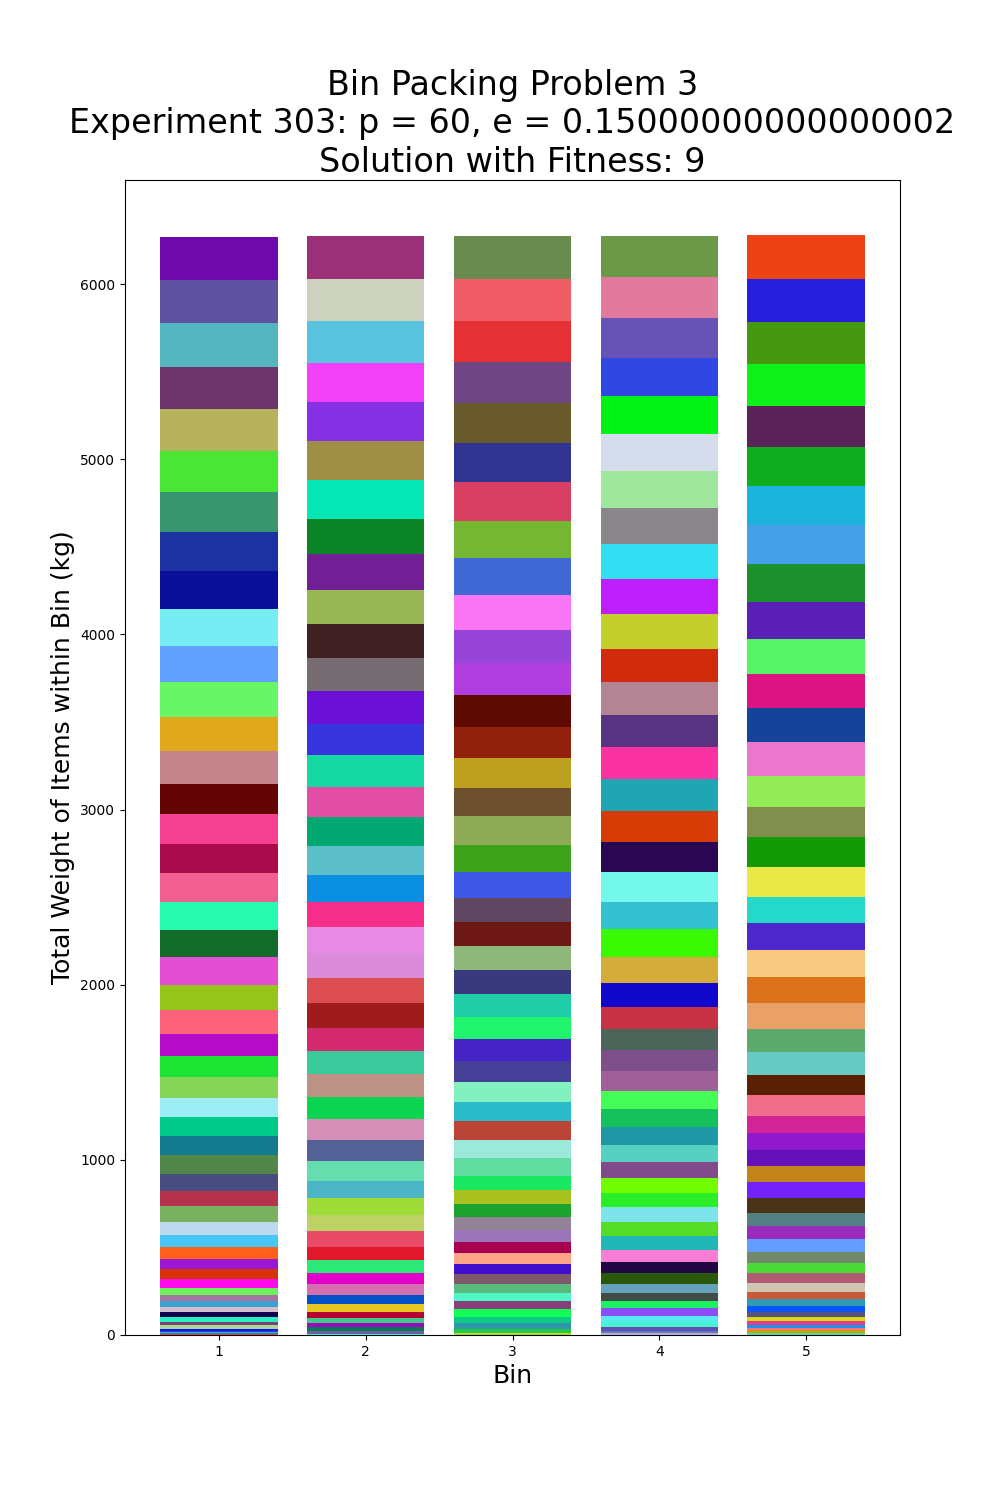 Bin Packing Problem 3
Experiment 303: p = 60, e = 0.15000000000000002
Solution with Fitness: 9
Total Weight of Items within Bin (kg)
6000
5000
4000
3000
2000
1000
0
1 2 3 4 5
Bin